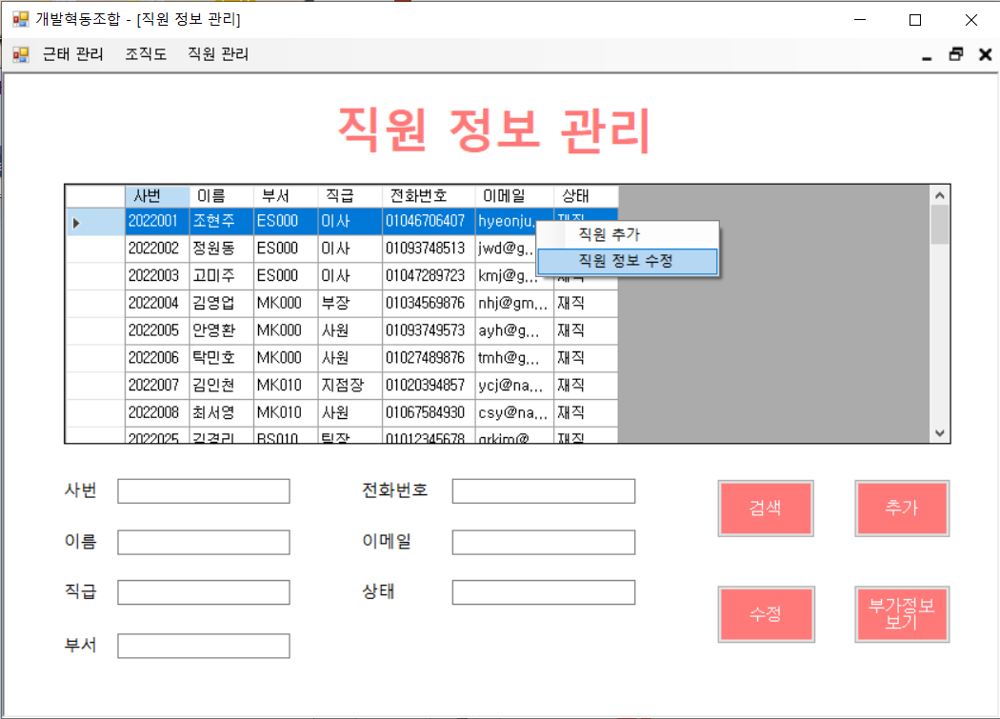 개발혁동조합 - [직원 정보 관리]
근태 관리 조직도 직원 관리
직원 정보 관리
사번 이름 부서 직급 전화번호 이메일 상태
2022001 조현주 ES000 이사 01046706407 hyeonju... 재직
2022002 정원동 ES000 이사 01093748513 jwd@g...
2022003 고미주 ES000 이사 01047289723 kmj@g... 재직
2022004 김영업 MK000 부장 01034569876 nhj@gm... 재직
2022005 안영환 MK000 사원 01093749573 ayh@g... 재직
2022006 탁민호 MK000 사원 01027489876 tmh@g... 재직
2022007 김인천 MK010 지점장 01020394857 ycj@na... 재직
2022008 최서영 MK010 사원 01067584930 csy@na... 재직
2022025 김경리 BS010 팀장 01012345678 grkim@... 재직
직원 추가
직원 정보 수정
사번 전화번호
이름 이메일
직급 상태
부서
검색 추가
수정 부가정보
보기